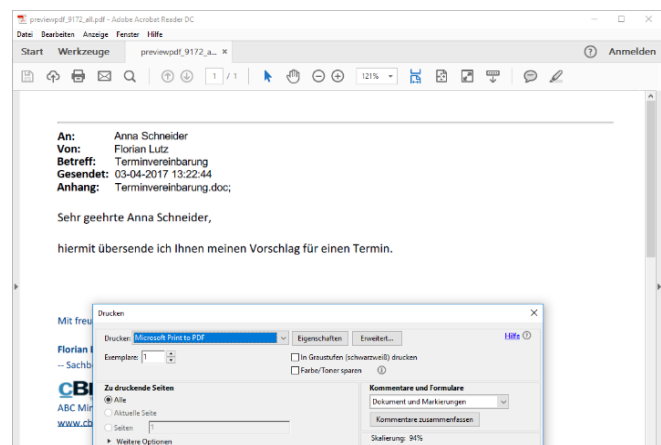 previewpdf_9172_all.pdf - Adobe Acrobat Reader DC
Datei Bearbeiten Anzeige Fenster Hilfe
Start Werkzeuge previewpdf_9172_a... × Anmelden
1 / 1 121%
An: Anna Schneider
Von: Florian Lutz
Betreff: Terminvereinbarung
Gesendet: 03-04-2017 13:22:44
Anhang: Terminvereinbarung.doc;
Sehr geehrte Anna Schneider,
hiermit übersende ich Ihnen meinen Vorschlag für einen Termin.
Mit freu
Florian
-- Sachb
CB
ABC Mir
www.cb
Drucken
Drucker: Microsoft Print to PDF Eigenschaften Erweitert... Hilfe
Exemplare: 1 In Graustufen (schwarzweiß) drucken
Farbe/Toner sparen
Zu druckende Seiten Kommentare und Formulare
Alle Dokument und Markierungen
Aktuelle Seite
Seiten 1 Kommentare zusammenfassen
Weitere Optionen Skalierung: 94%